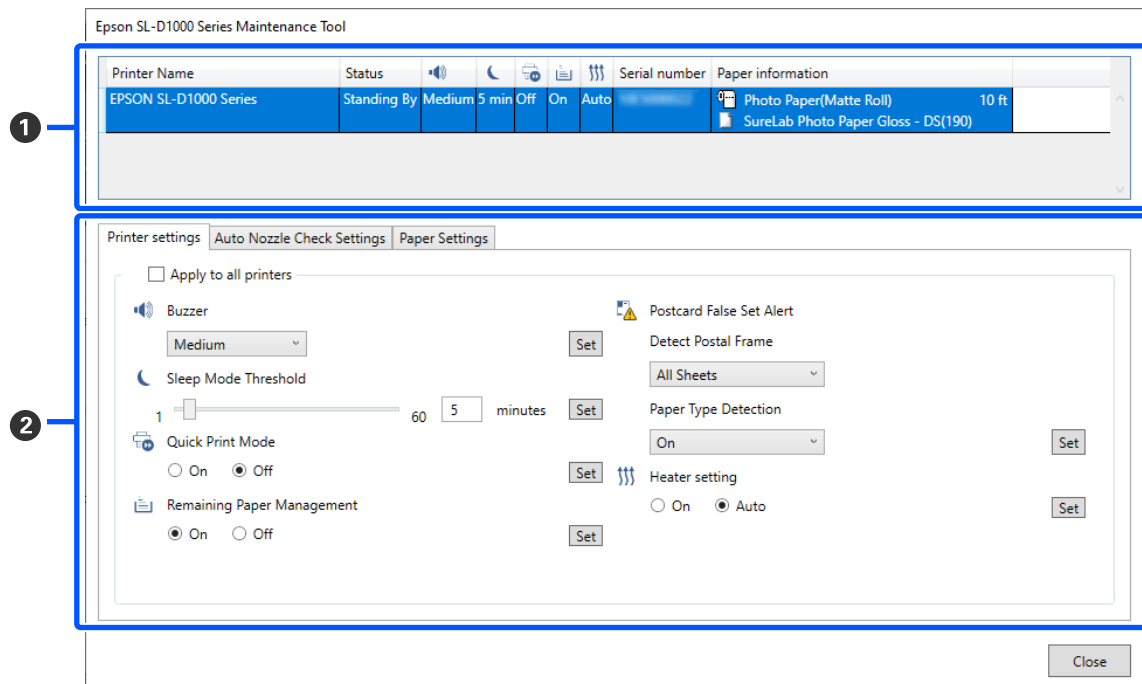 Epson SL-D1000 Series Maintenance Tool
Printer Name Status Serial number Paper information
EPSON SL-D1000 Series Standing By Medium 5 min Off On Auto Photo Paper(Matte Roll) 10 ft
SureLab Photo Paper Gloss - DS(190)
1
Printer settings Auto Nozzle Check Settings Paper Settings
Apply to all printers
Buzzer
Medium Set
Sleep Mode Threshold
1 60 5 minutes Set
Quick Print Mode
On Off Set
Remaining Paper Management
On Off Set
Postcard False Set Alert
Detect Postal Frame
All Sheets
Paper Type Detection
On Set
Heater setting
On Auto Set
2
Close